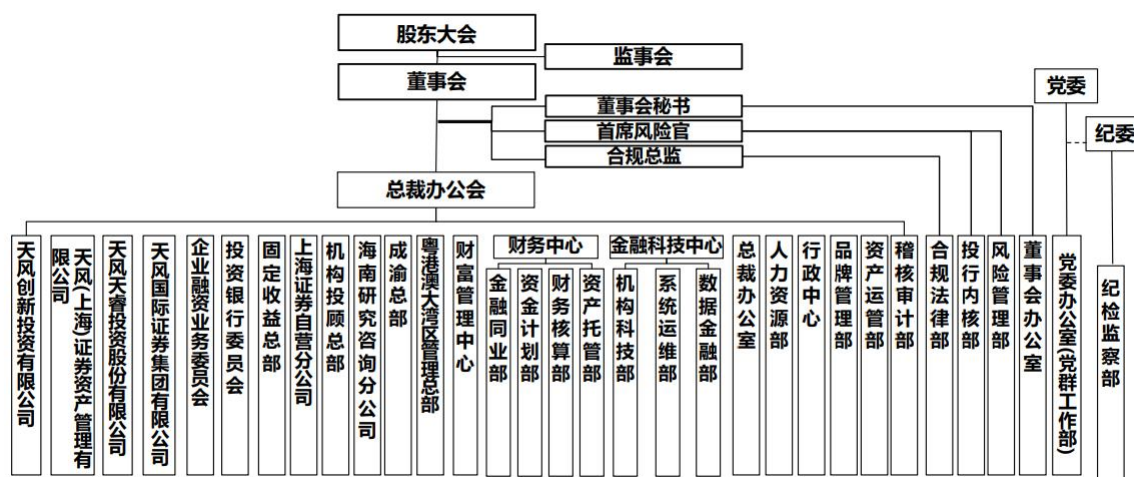 股东大会
监事会
董事会
党委
董事会秘书
首席风险官
纪委
合规总监
总裁办公会
天风创新投资有限公司
天风(上海)证券资产管理有
限公司
天风天睿投资股份有限公司
天风国际证券集团有限公司
企业融资业务委员会
投资银行委员会
固定收益总部
上海证券自营分公司
机构投顾总部
海南研究咨询分公司
成渝总部
粤港澳大湾区管理总部
财富管理中心
财务中心
金融同业部
资金计划部
财务核算部
资产托管部
金融科技中心
机构科技部
系统运维部
数据金融部
总裁办公室
人力资源部
行政中心
品牌管理部
资产运管部
稽核审计部
合规法律部
投行内核部
风险管理部
董事会办公室
党委办公室(党群工作部)
纪检监察部